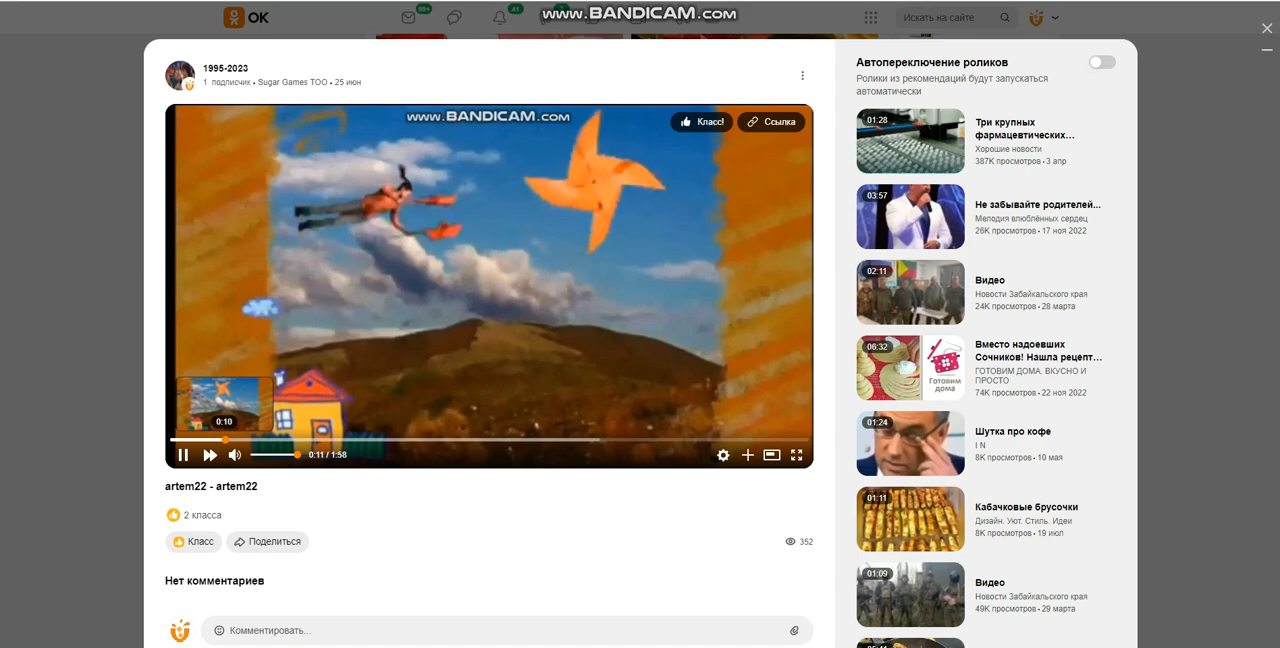 OK
99+
41
www.BANDICAM.com
Искать на сайте
1995-2023
1 подписчик • Sugar Games ТОО • 25 июн
www.BANDICAM.com
Класс!
Ссылка
0:10
0:11 / 1:58
artem22 - artem22
2 класса
Класс
Поделиться
352
Нет комментариев
Комментировать...
Автопереключение роликов
Ролики из рекомендаций будут запускаться
автоматически
01:28
Три крупных
фармацевтических...
Хорошие новости
387K просмотров • 3 апр
03:57
Не забывайте родителей...
Мелодия влюблённых сердец
26K просмотров • 17 ноя 2022
02:11
Видео
Новости Забайкальского края
24K просмотров • 28 марта
06:32
Готовим
дома
Вместо надоевших
Сочников! Нашла рецепт...
ГОТОВИМ ДОМА. ВКУСНО И
ПРОСТО
74K просмотров • 22 ноя 2022
01:24
Шутка про кофе
I N
8K просмотров • 10 мая
01:11
Кабачковые брусочки
Дизайн. Уют. Стиль. Идеи
8K просмотров • 19 июл
01:09
Видео
Новости Забайкальского края
49K просмотров • 29 марта